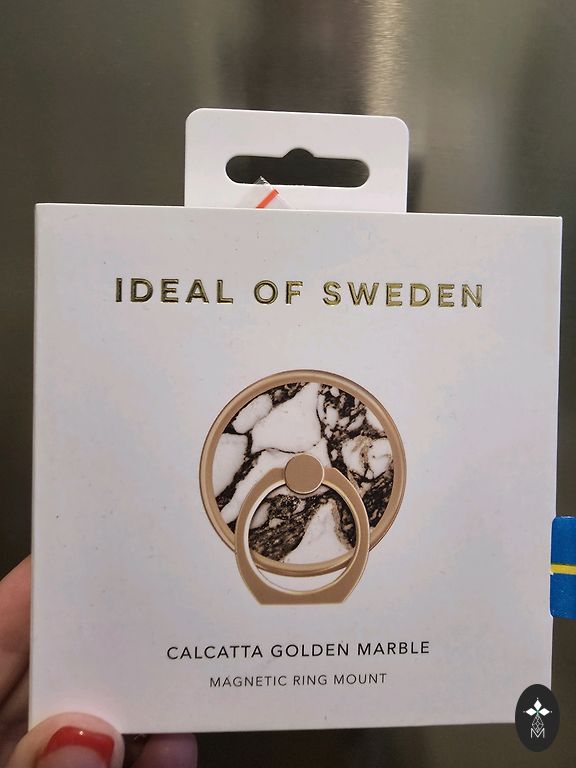 IDEAL OF SWEDEN
CALCATTA GOLDEN MARBLE
MAGNETIC RING MOUNT
M